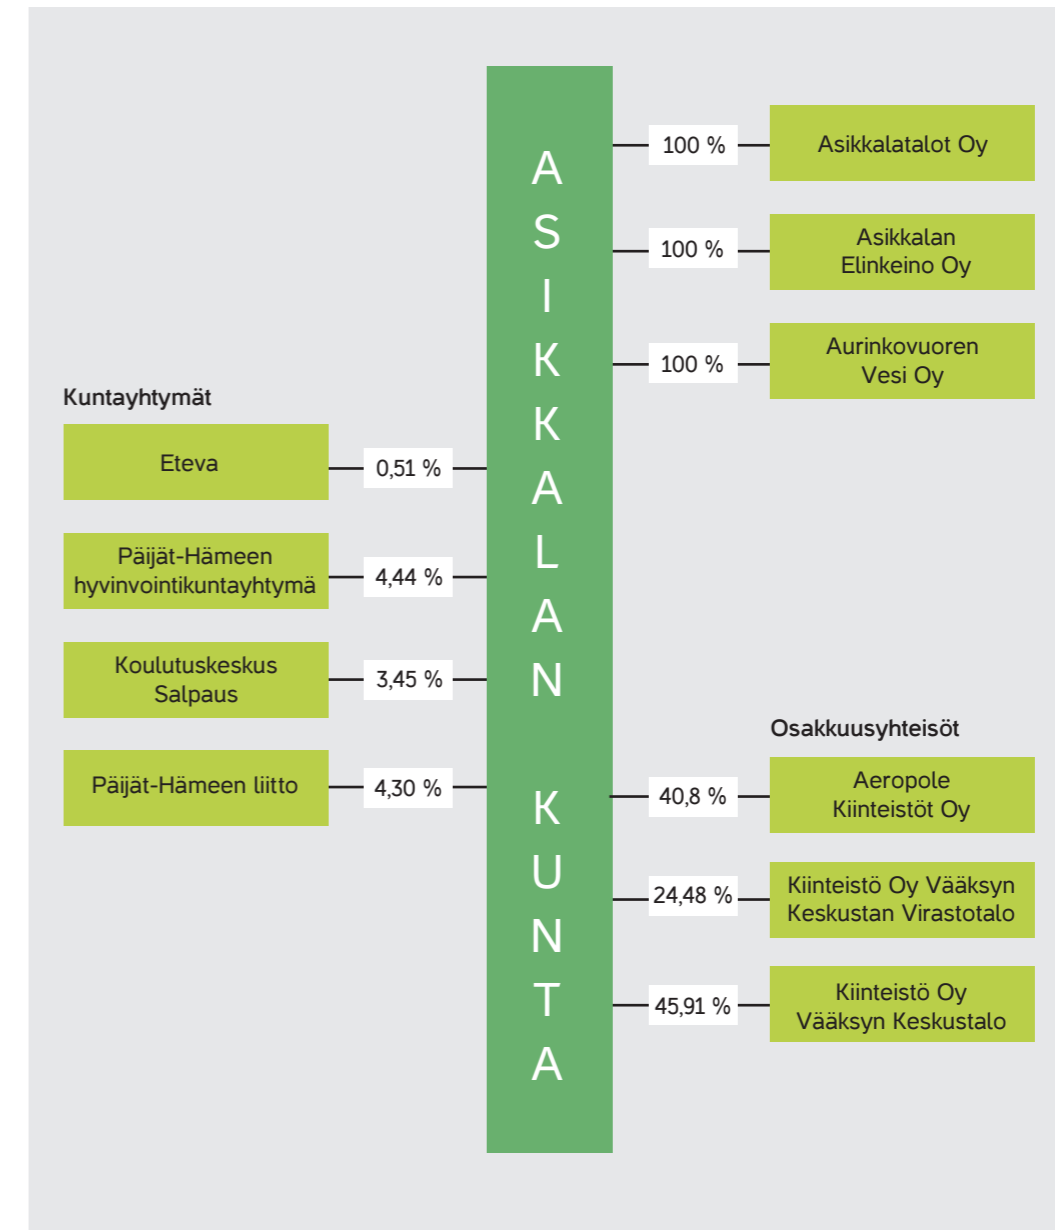 Kuntayhtymät
Eteva
0,51 %
Päijät-Hämeen
hyvinvointikuntayhtymä
4,44 %
Koulutuskeskus
Salpaus
3,45 %
Päijät-Hämeen liitto
4,30 %
A
S
I
K
K
A
L
A
N
K
U
N
T
A
100 %
Asikkalatalot Oy
100 %
Asikkalan
Elinkeino Oy
100 %
Aurinkovuoren
Vesi Oy
Osakkuusyhteisöt
40,8 %
Aeropole
Kiinteistöt Oy
24,48 %
Kiinteistö Oy Vääksyn
Keskustan Virastotalo
45,91 %
Kiinteistö Oy
Vääksyn Keskustalo